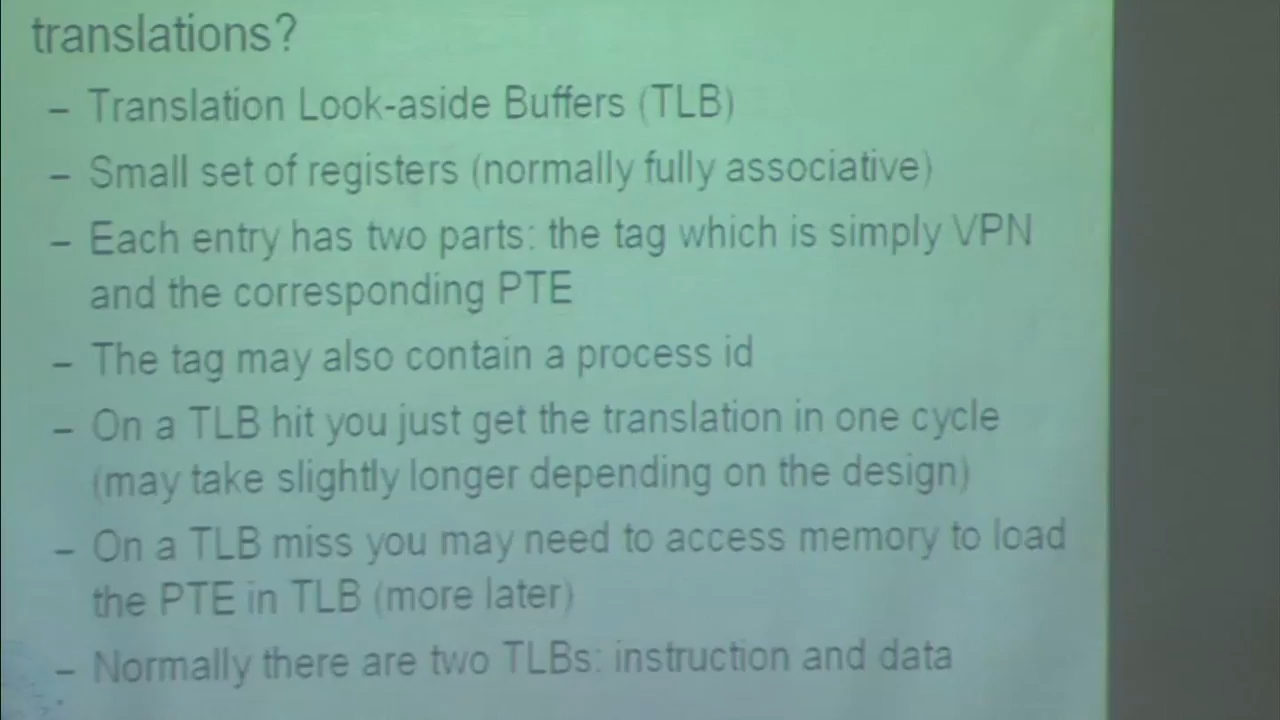 translations?
– Translation Look-aside Buffers (TLB)
– Small set of registers (normally fully associative)
– Each entry has two parts: the tag which is simply VPN
and the corresponding PTE
– The tag may also contain a process id
– On a TLB hit you just get the translation in one cycle
(may take slightly longer depending on the design)
– On a TLB miss you may need to access memory to load
the PTE in TLB (more later)
– Normally there are two TLBs: instruction and data